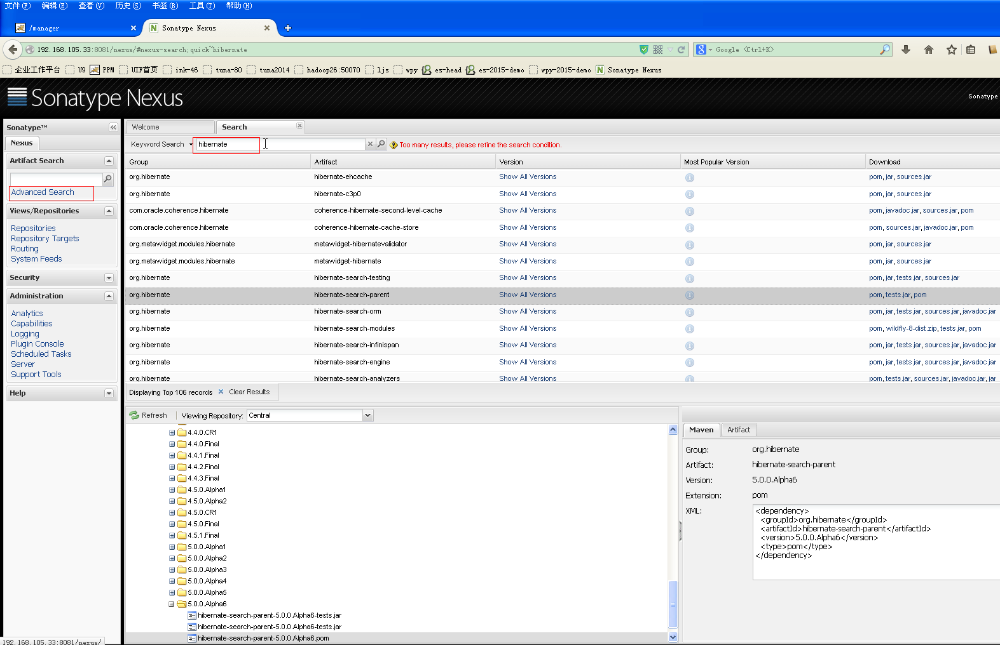 文件(F) 编辑(E) 查看(V) 历史(S) 书签(B) 工具(T) 帮助(H)
/manager × Sonatype Nexus × +
192.168.105.33:8081/nexus/#nexus-search;quick~hibernate Google <Ctrl+K>
企业工作平台 U9 PPM UIF首页 ink-46 tuna-80 tuna2014 hadoop26:50070 ljs wpy es-head es-2015-demo wpy-2015-demo Sonatype Nexus
Sonatype Nexus
Sonatype
Sonatype™
Nexus
Artifact Search
Advanced Search
Views/Repositories
Repositories
Repository Targets
Routing
System Feeds
Security
Administration
Analytics
Capabilities
Logging
Plugin Console
Scheduled Tasks
Server
Support Tools
Help
Welcome Search
Keyword Search hibernate Too many results, please refine the search condition.
Group Artifact Version Most Popular Version Download
org.hibernate hibernate-ehcache Show All Versions pom, jar, sources.jar
org.hibernate hibernate-c3p0 Show All Versions pom, jar, sources.jar
com.oracle.coherence.hibernate coherence-hibernate-second-level-cache Show All Versions pom, javadoc.jar, sources.jar, pom
com.oracle.coherence.hibernate coherence-hibernate-cache-store Show All Versions pom, sources.jar, javadoc.jar, pom
org.metawidget.modules.hibernate metawidget-hibernatevalidator Show All Versions pom, jar, sources.jar
org.metawidget.modules.hibernate metawidget-hibernate Show All Versions pom, jar, sources.jar
org.hibernate hibernate-search-testing Show All Versions pom, jar, tests.jar, sources.jar
org.hibernate hibernate-search-parent Show All Versions pom, tests.jar, pom
org.hibernate hibernate-search-orm Show All Versions pom, jar, tests.jar, sources.jar, javadoc.jar
org.hibernate hibernate-search-modules Show All Versions pom, wildfly-8-dist.zip, tests.jar, pom
org.hibernate hibernate-search-infinispan Show All Versions pom, jar, tests.jar, sources.jar, javadoc.jar
org.hibernate hibernate-search-engine Show All Versions pom, jar, tests.jar, sources.jar, javadoc.jar
org.hibernate hibernate-search-analyzers Show All Versions pom, tests.jar, sources.jar, javadoc.jar, jar
Displaying Top 106 records Clear Results
Refresh Viewing Repository: Central
4.4.0.CR1
4.4.0.Final
4.4.1.Final
4.4.2.Final
4.4.3.Final
4.5.0.Alpha1
4.5.0.Alpha2
4.5.0.CR1
4.5.0.Final
4.5.1.Final
5.0.0.Alpha1
5.0.0.Alpha2
5.0.0.Alpha3
5.0.0.Alpha4
5.0.0.Alpha5
5.0.0.Alpha6
hibernate-search-parent-5.0.0.Alpha6-tests.jar
hibernate-search-parent-5.0.0.Alpha6-tests.jar
hibernate-search-parent-5.0.0.Alpha6.pom
Maven Artifact
Group: org.hibernate
Artifact: hibernate-search-parent
Version: 5.0.0.Alpha6
Extension: pom
XML: <dependency>
<groupId>org.hibernate</groupId>
<artifactId>hibernate-search-parent</artifactId>
<version>5.0.0.Alpha6</version>
<type>pom</type>
</dependency>
192.168.105.33:8081/nexus/